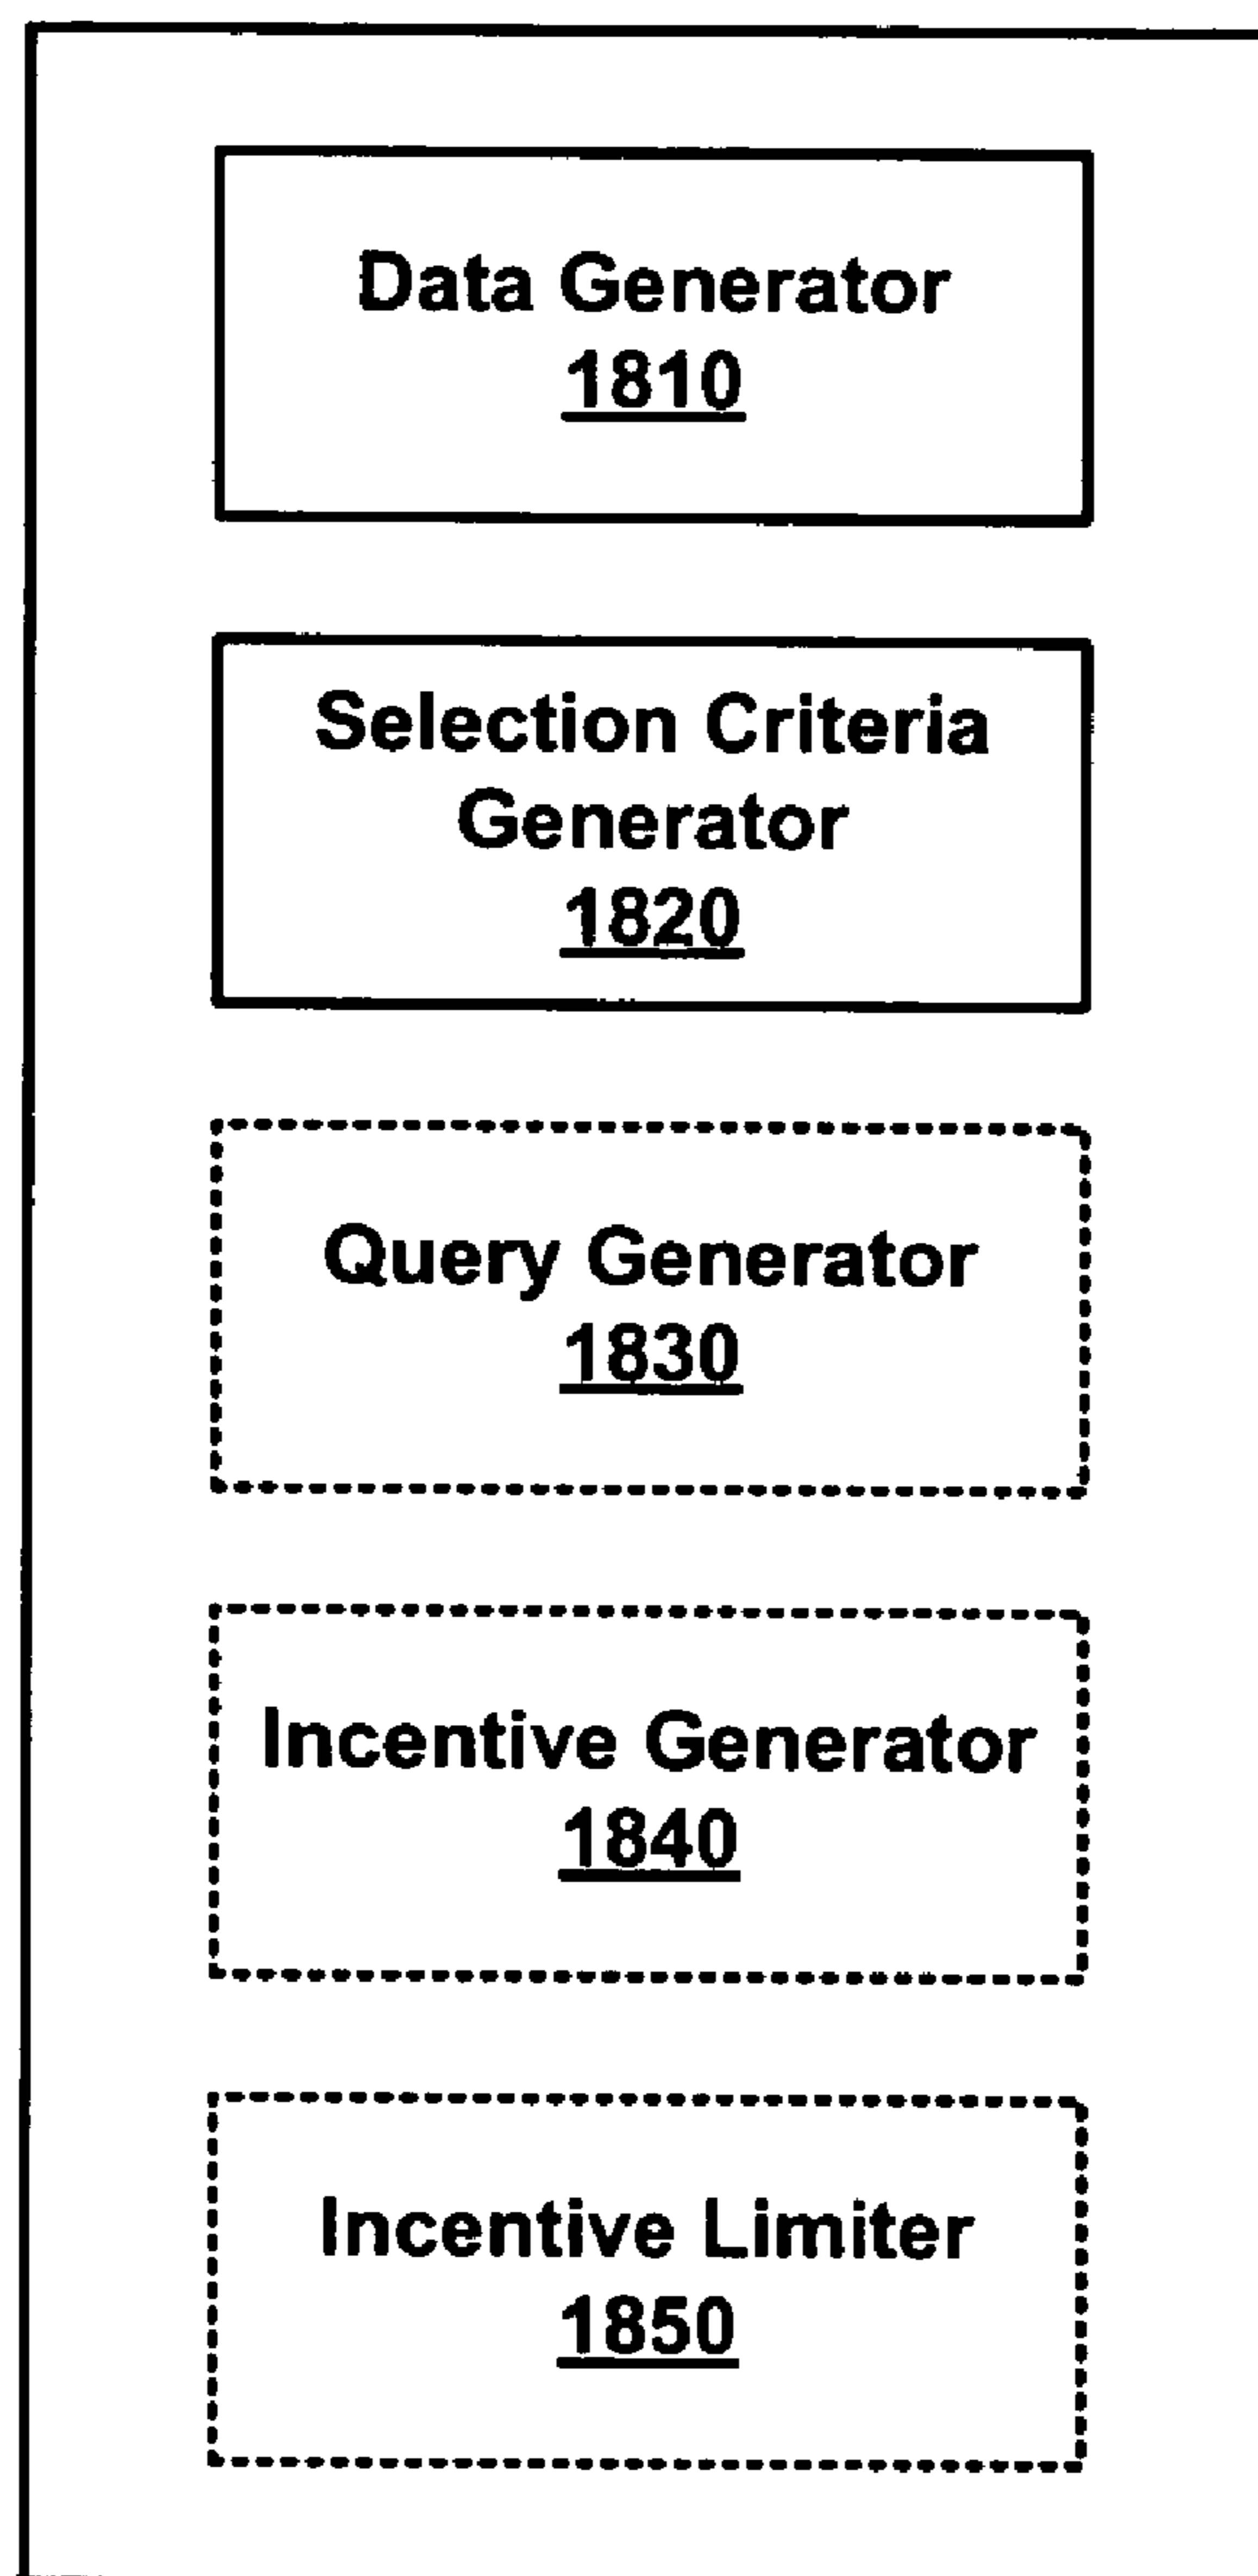 Data Generator
1810
Selection Criteria
Generator
1820
Query Generator
1830
Incentive Generator
1840
Incentive Limiter
1850